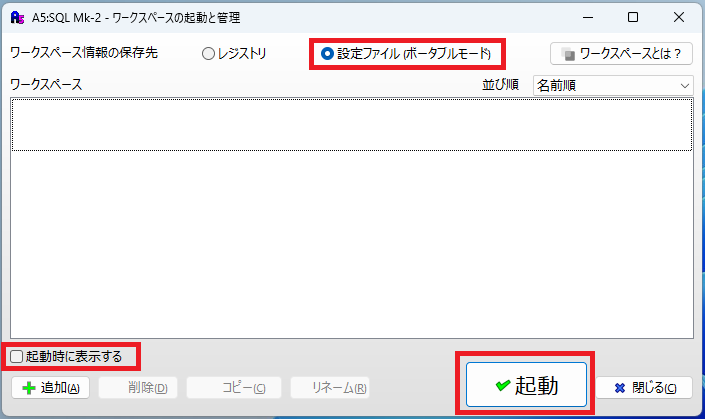 A5:SQL Mk-2 - ワークスペースの起動と管理
ワークスペース情報の保存先 レジストリ 設定ファイル (ポータブルモード) ワークスペースとは？
ワークスペース 並び順 名前順
起動時に表示する
追加(A) 削除(D) コピー(C) リネーム(R) 起動 閉じる(C)